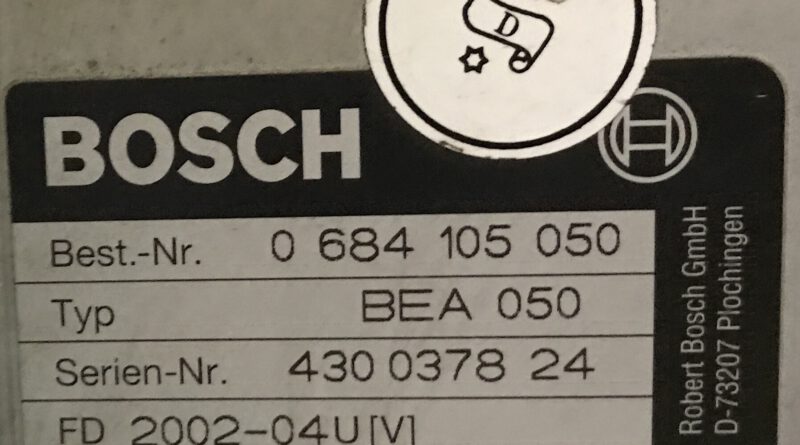 D e
BOSCH
Best.-Nr. 0 684 105 050
Typ BEA 050
Serien-Nr. 430 0378 24
FD 2002-04U [V]
Robert Bosch GmbH
D-73207 Plochingen